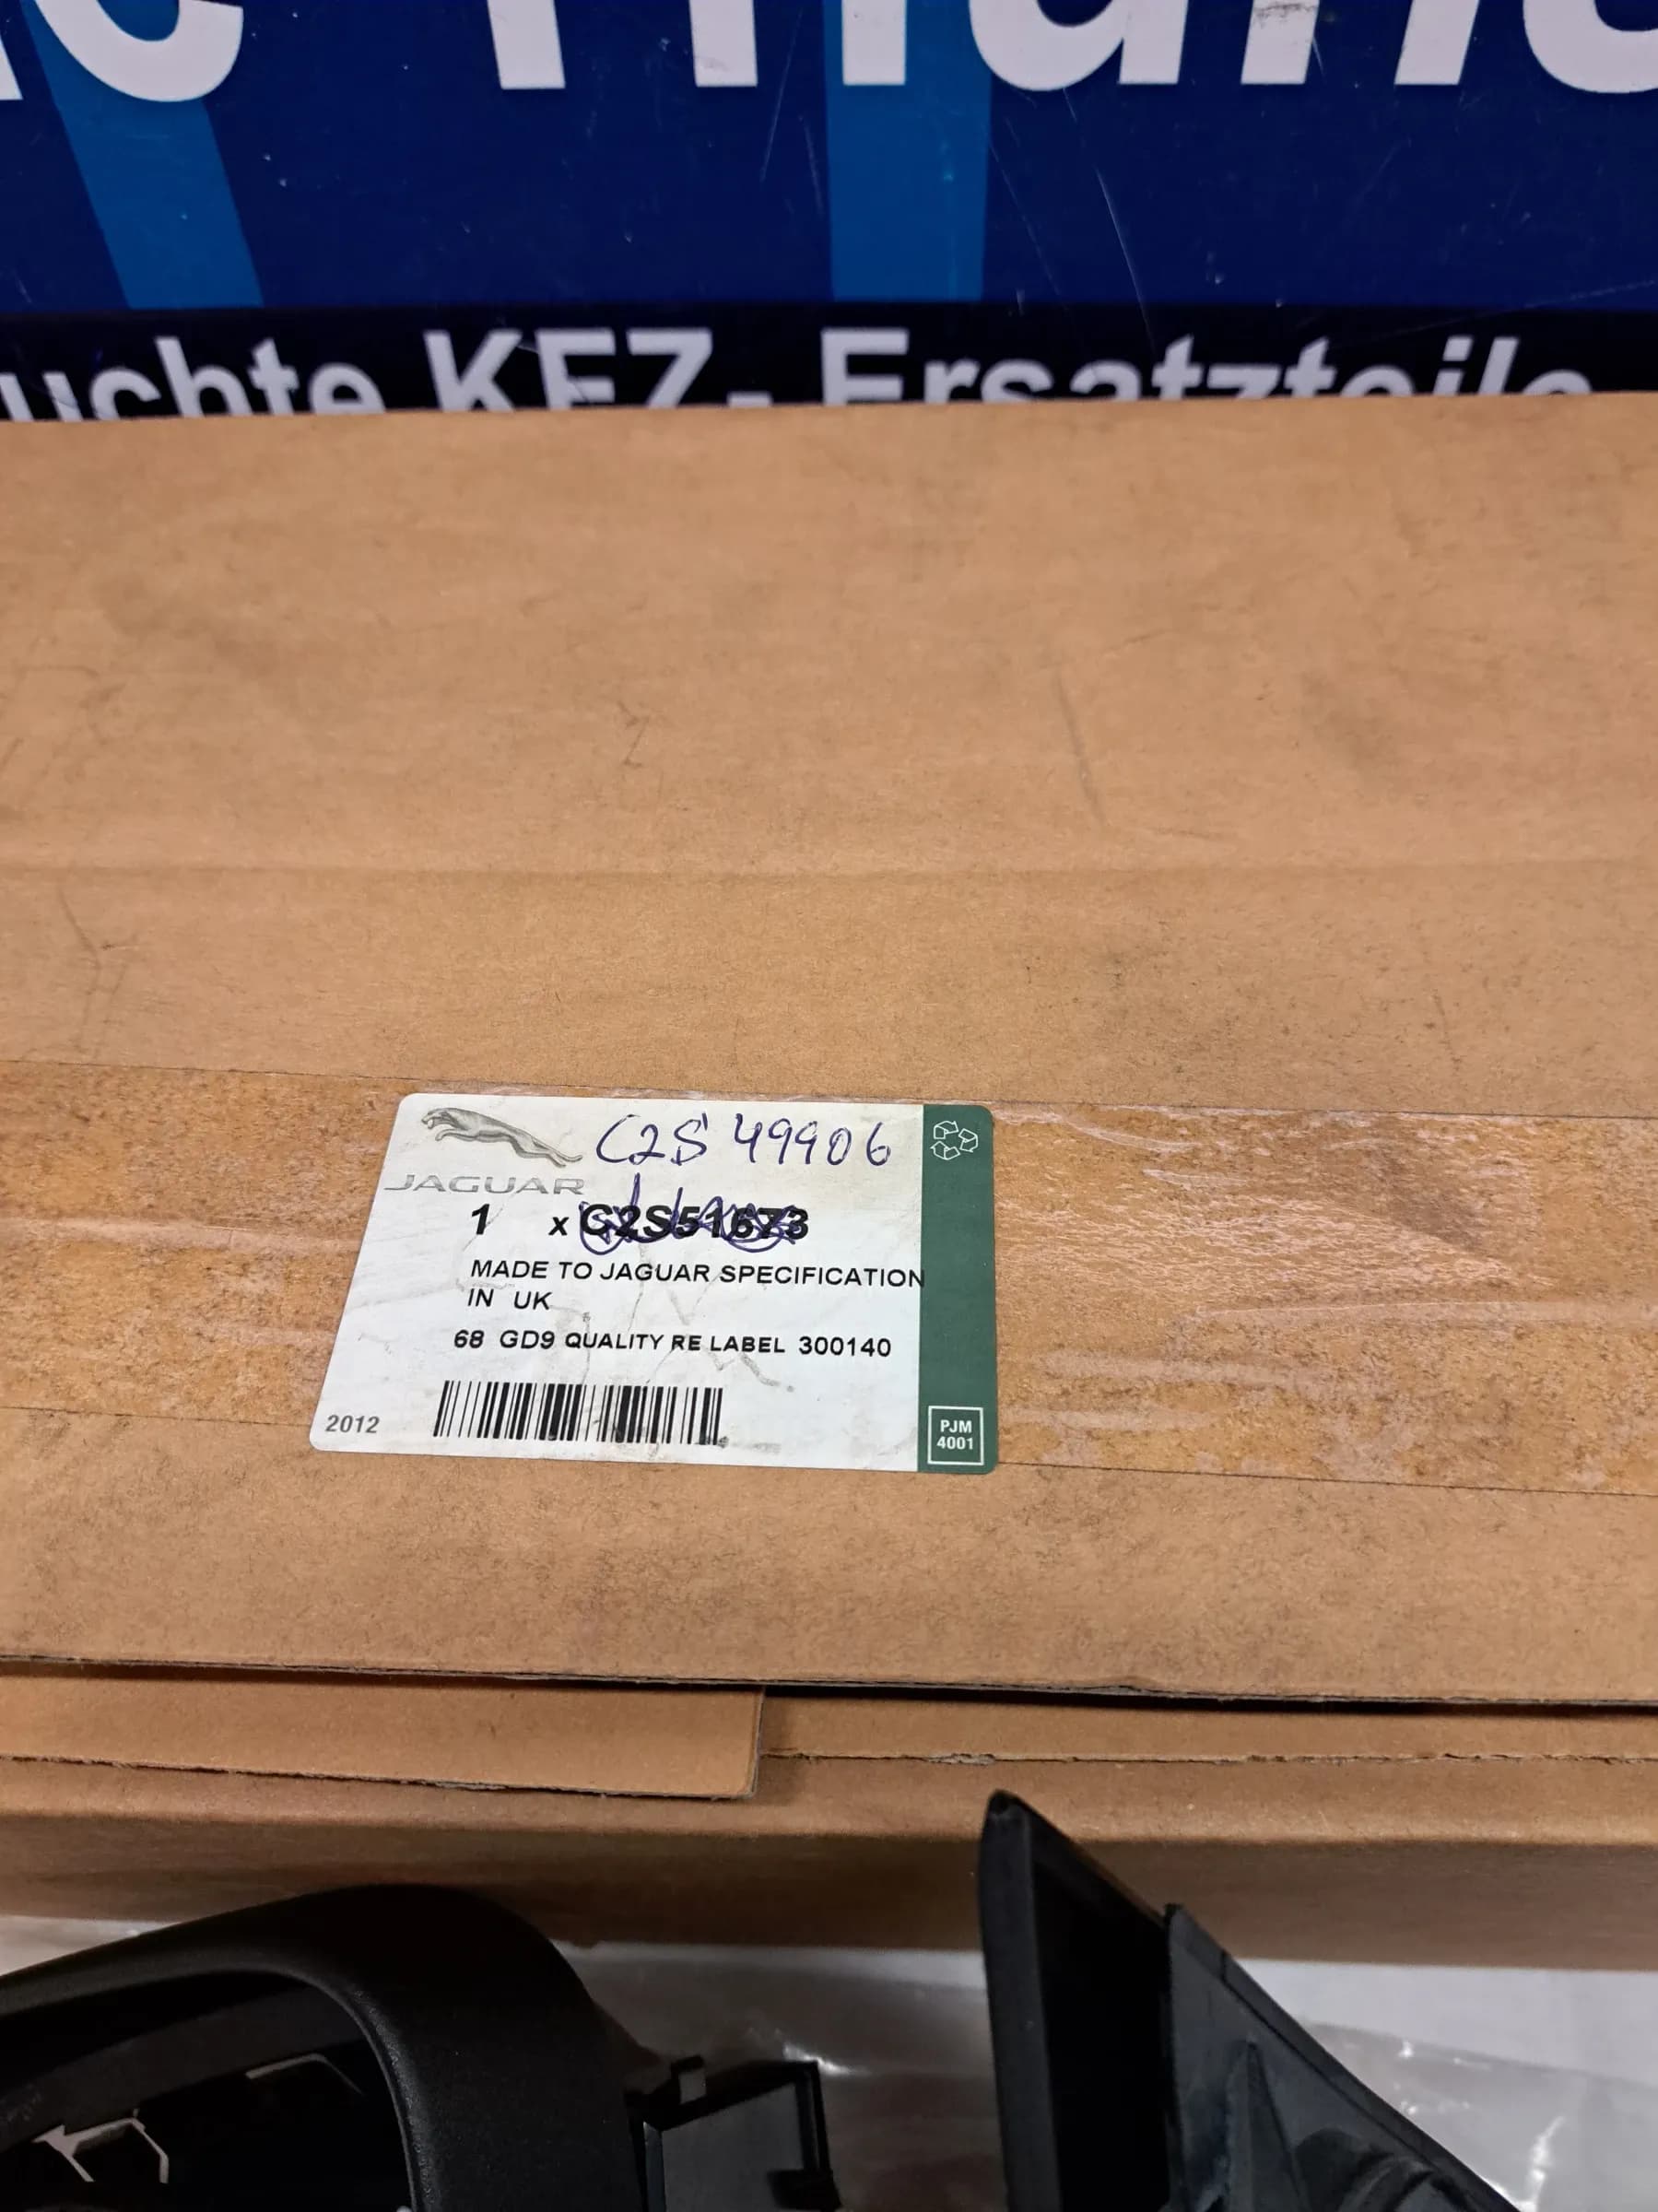 uchte KFZ- Ersatzteile
C2S 49906
JAGUAR
1 x C2S51673
MADE TO JAGUAR SPECIFICATION
IN UK
68 GD9 QUALITY RE LABEL 300140
2012
PJM
4001